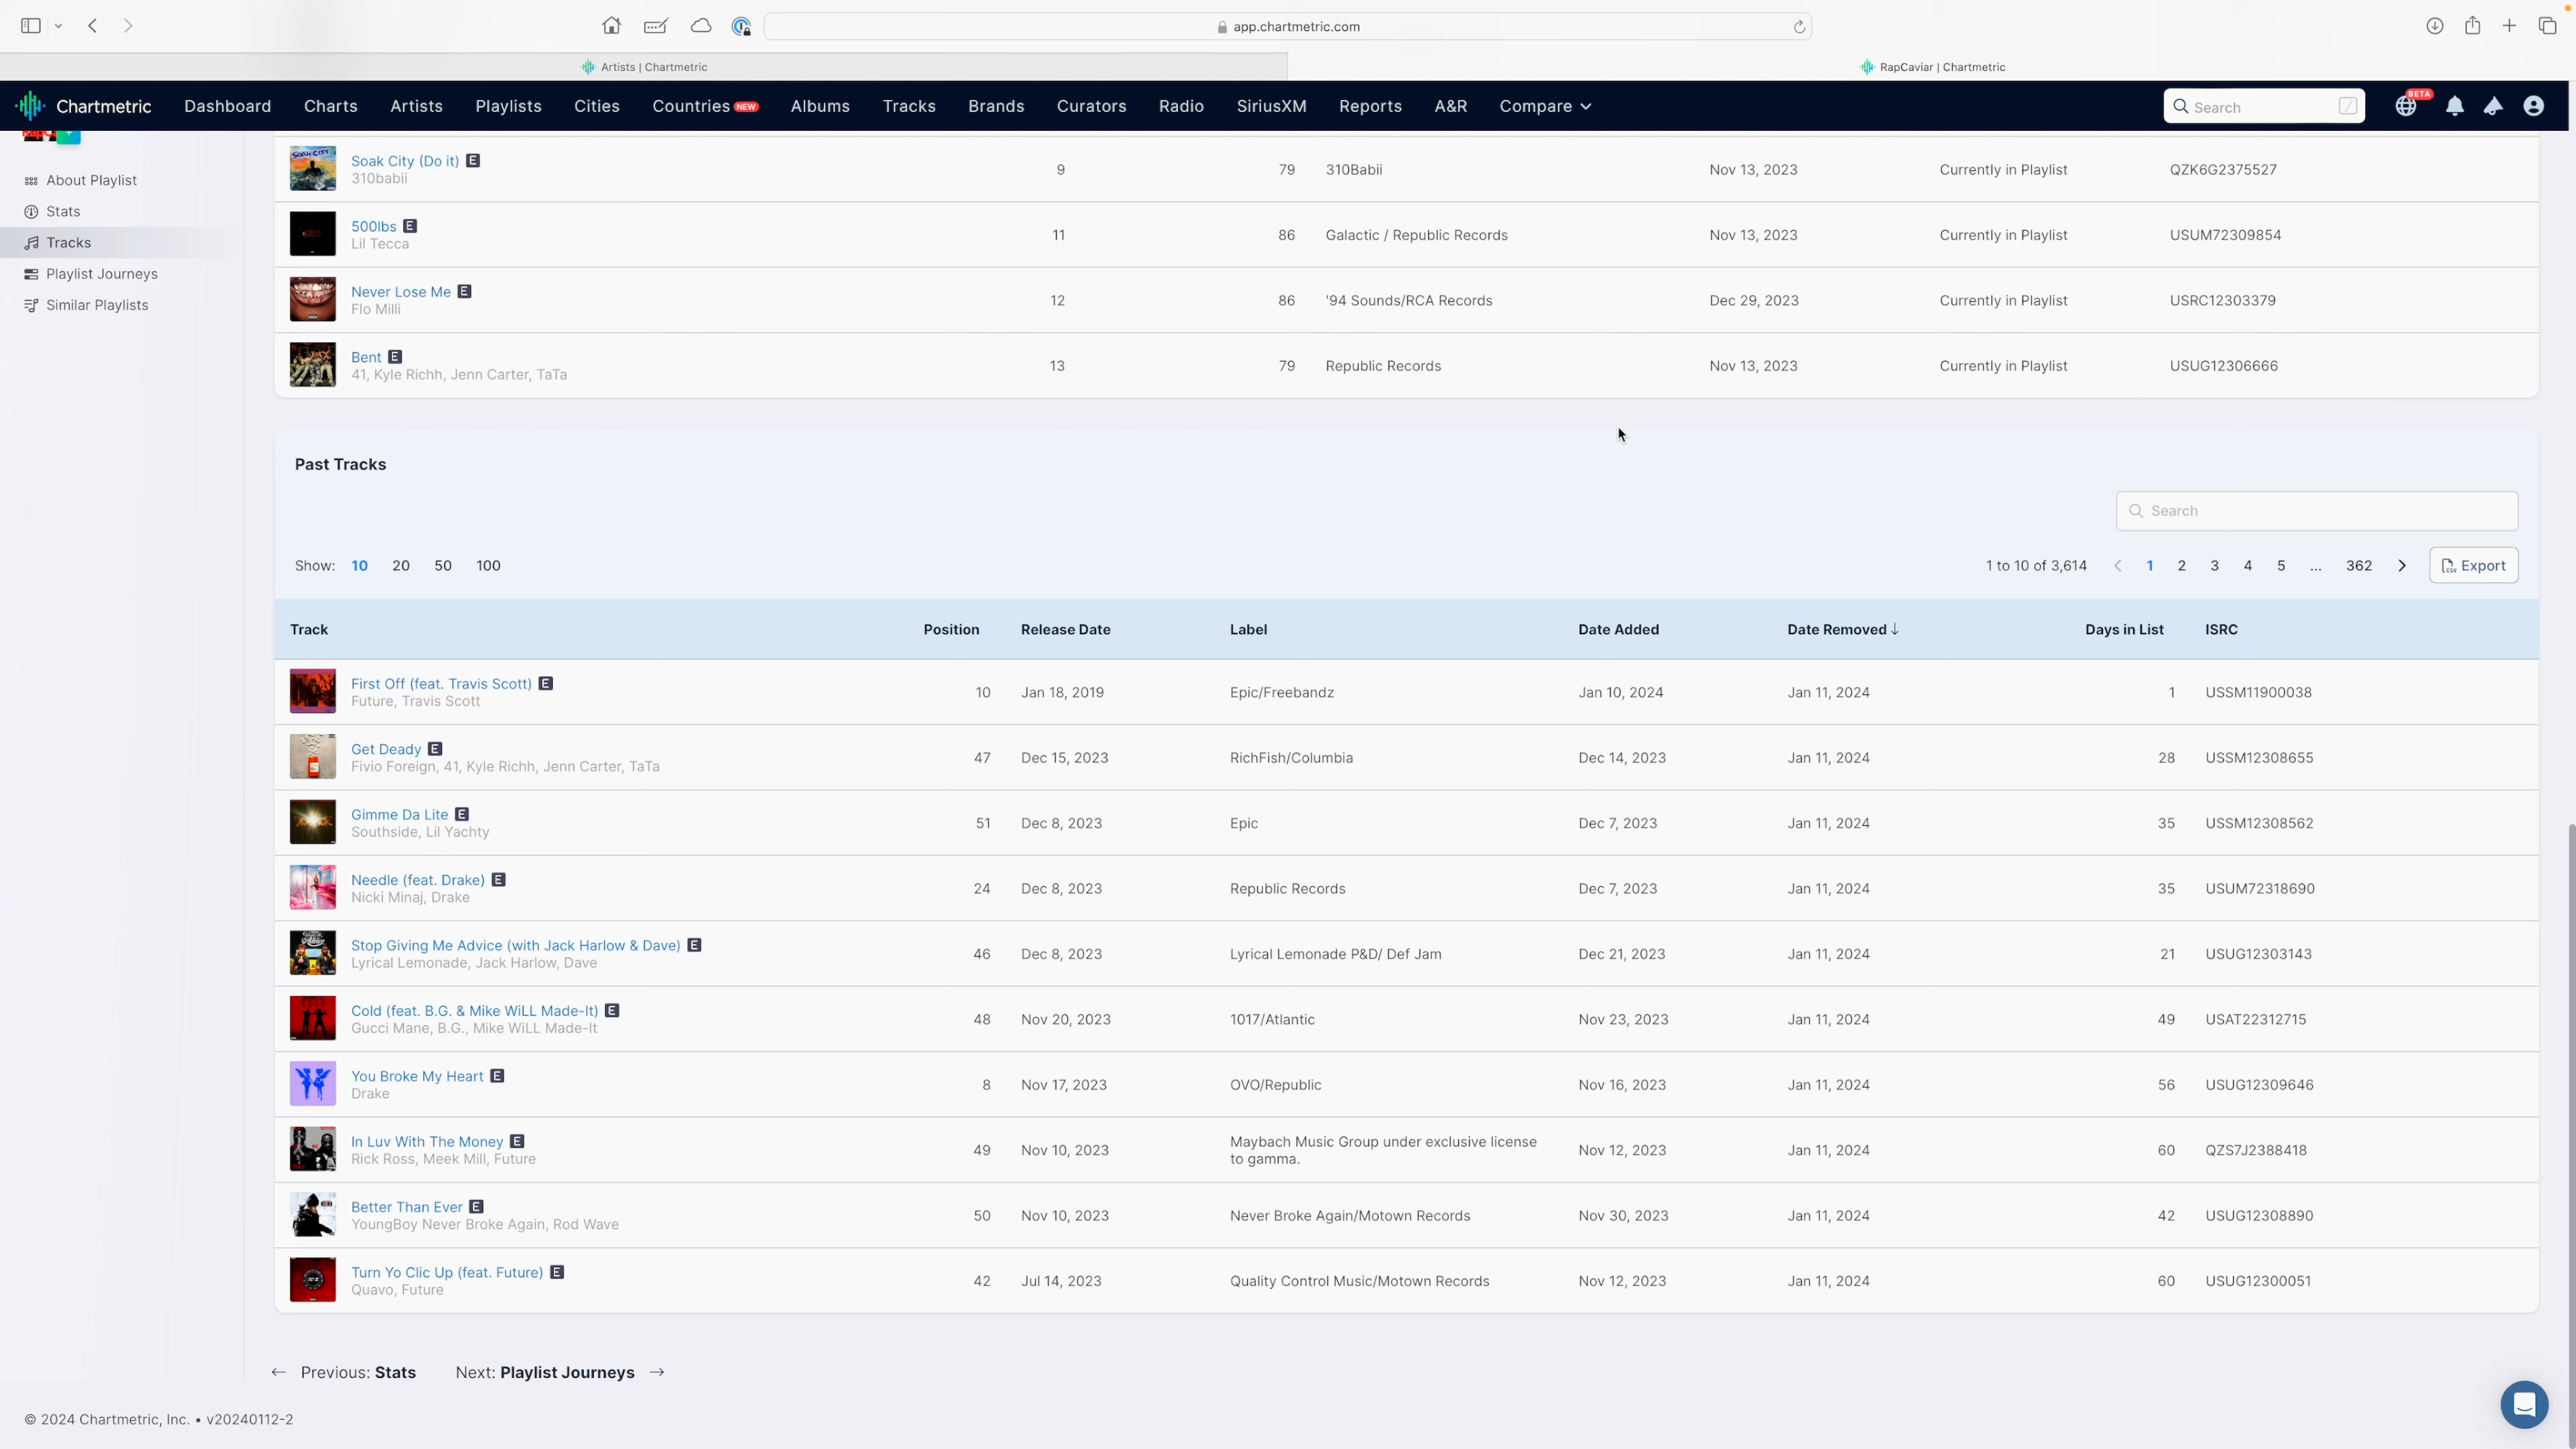 app.chartmetric.com
Artists | Chartmetric
RapCaviar | Chartmetric
Chartmetric Dashboard Charts Artists Playlists Cities Countries NEW Albums Tracks Brands Curators Radio SiriusXM Reports A&R Compare Search / BETA
About Playlist
Stats
Tracks
Playlist Journeys
Similar Playlists
Soak City (Do it) E
310babii
9 79 310Babii Nov 13, 2023 Currently in Playlist QZK6G2375527
500lbs E
Lil Tecca
11 86 Galactic / Republic Records Nov 13, 2023 Currently in Playlist USUM72309854
Never Lose Me E
Flo Milli
12 86 '94 Sounds/RCA Records Dec 29, 2023 Currently in Playlist USRC12303379
Bent E
41, Kyle Richh, Jenn Carter, TaTa
13 79 Republic Records Nov 13, 2023 Currently in Playlist USUG12306666
Past Tracks
Search
Show: 10 20 50 100
1 to 10 of 3,614 1 2 3 4 5 ... 362 Export
Track Position Release Date Label Date Added Date Removed ↓ Days in List ISRC
First Off (feat. Travis Scott) E
Future, Travis Scott
10 Jan 18, 2019 Epic/Freebandz Jan 10, 2024 Jan 11, 2024 1 USSM11900038
Get Deady E
Fivio Foreign, 41, Kyle Richh, Jenn Carter, TaTa
47 Dec 15, 2023 RichFish/Columbia Dec 14, 2023 Jan 11, 2024 28 USSM12308655
Gimme Da Lite E
Southside, Lil Yachty
51 Dec 8, 2023 Epic Dec 7, 2023 Jan 11, 2024 35 USSM12308562
Needle (feat. Drake) E
Nicki Minaj, Drake
24 Dec 8, 2023 Republic Records Dec 7, 2023 Jan 11, 2024 35 USUM72318690
Stop Giving Me Advice (with Jack Harlow & Dave) E
Lyrical Lemonade, Jack Harlow, Dave
46 Dec 8, 2023 Lyrical Lemonade P&D/ Def Jam Dec 21, 2023 Jan 11, 2024 21 USUG12303143
Cold (feat. B.G. & Mike WiLL Made-It) E
Gucci Mane, B.G., Mike WiLL Made-It
48 Nov 20, 2023 1017/Atlantic Nov 23, 2023 Jan 11, 2024 49 USAT22312715
You Broke My Heart E
Drake
8 Nov 17, 2023 OVO/Republic Nov 16, 2023 Jan 11, 2024 56 USUG12309646
In Luv With The Money E
Rick Ross, Meek Mill, Future
49 Nov 10, 2023 Maybach Music Group under exclusive license
to gamma.
Nov 12, 2023 Jan 11, 2024 60 QZS7J2388418
Better Than Ever E
YoungBoy Never Broke Again, Rod Wave
50 Nov 10, 2023 Never Broke Again/Motown Records Nov 30, 2023 Jan 11, 2024 42 USUG12308890
Turn Yo Clic Up (feat. Future) E
Quavo, Future
42 Jul 14, 2023 Quality Control Music/Motown Records Nov 12, 2023 Jan 11, 2024 60 USUG12300051
← Previous: Stats Next: Playlist Journeys →
© 2024 Chartmetric, Inc. • v20240112-2